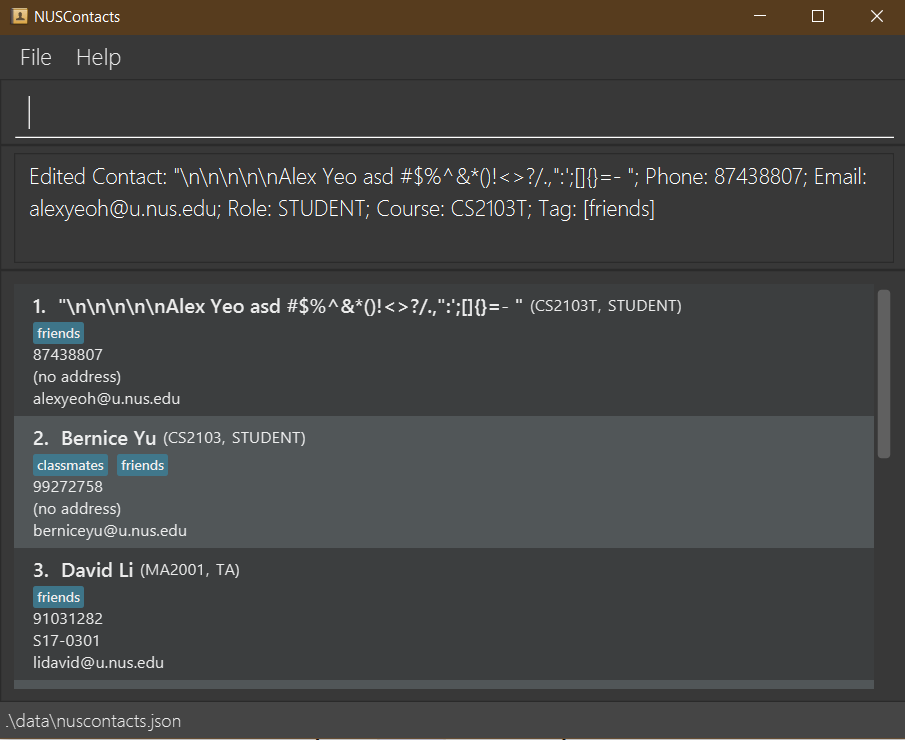 NUSContacts
File Help
Edited Contact: "\n\n\n\n\nAlex Yeo asd #$%^&*()!<>?/.,":';[]{}=- "; Phone: 87438807; Email:
alexyeoh@u.nus.edu; Role: STUDENT; Course: CS2103T; Tag: [friends]
1. "\n\n\n\n\nAlex Yeo asd #$%^&*()!<>?/.,":';[]{}=- " (CS2103T, STUDENT)
friends
87438807
(no address)
alexyeoh@u.nus.edu
2. Bernice Yu (CS2103, STUDENT)
classmates friends
99272758
(no address)
berniceyu@u.nus.edu
3. David Li (MA2001, TA)
friends
91031282
S17-0301
lidavid@u.nus.edu
.\data\nuscontacts.json